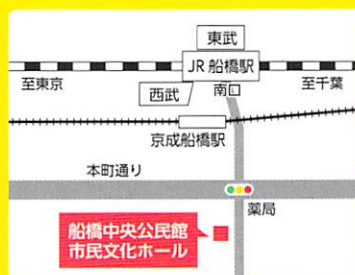 東武
JR 船橋駅
至東京
至千葉
西武
南口
京成船橋駅
本町通り
薬局
船橋中央公民館
市民文化ホール